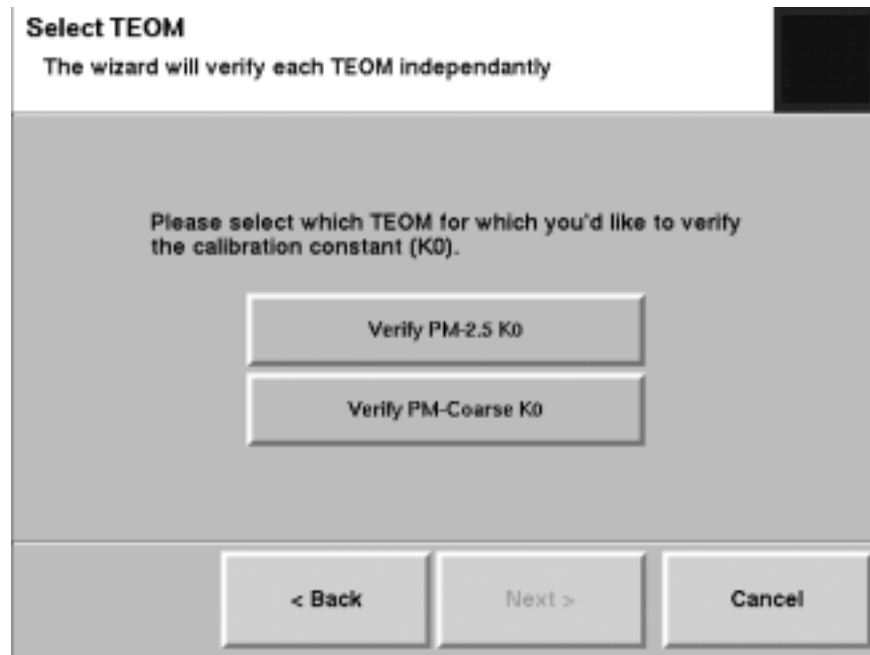 Select TEOM
The wizard will verify each TEOM independantly
Please select which TEOM for which you'd like to verify
the calibration constant (K0).
Verify PM-2.5 K0
Verify PM-Coarse K0
< Back
Next >
Cancel